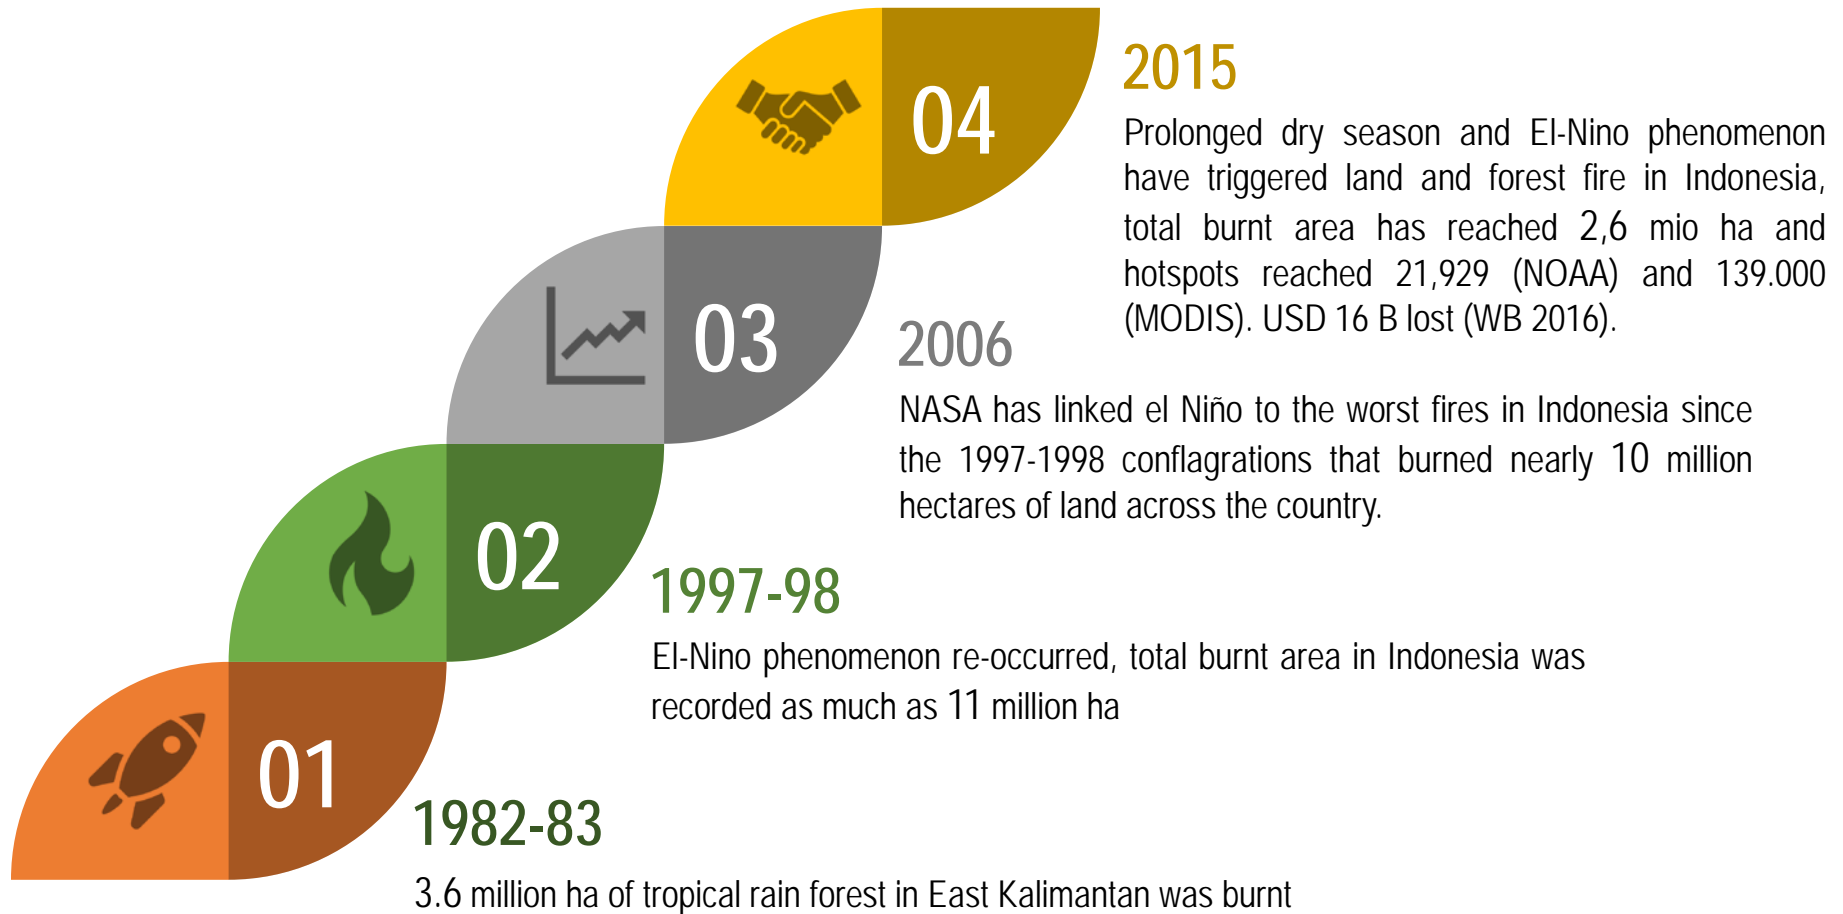 04
2015
Prolonged dry season and El-Nino phenomenon
have triggered land and forest fire in Indonesia,
total burnt area has reached 2,6 mio ha and
hotspots reached 21,929 (NOAA) and 139.000
(MODIS). USD 16 B lost (WB 2016).
03
2006
NASA has linked el Niño to the worst fires in Indonesia since
the 1997-1998 conflagrations that burned nearly 10 million
hectares of land across the country.
02
1997-98
El-Nino phenomenon re-occurred, total burnt area in Indonesia was
recorded as much as 11 million ha
01
1982-83
3.6 million ha of tropical rain forest in East Kalimantan was burnt